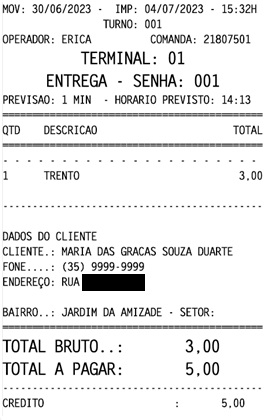 MOV: 30/06/2023 - IMP: 04/07/2023 - 15:32H
TURNO: 001
OPERADOR: ERICA COMANDA: 21807501
TERMINAL: 01
ENTREGA - SENHA: 001
PREVISAO: 1 MIN - HORARIO PREVISTO: 14:13
QTD DESCRICAO TOTAL
1 TRENTO 3,00
DADOS DO CLIENTE
CLIENTE.: MARIA DAS GRACAS SOUZA DUARTE
FONE....: (35) 9999-9999
ENDEREÇO: RUA
BAIRRO..: JARDIM DA AMIZADE - SETOR:
TOTAL BRUTO..: 3,00
TOTAL A PAGAR: 5,00
CREDITO : 5,00